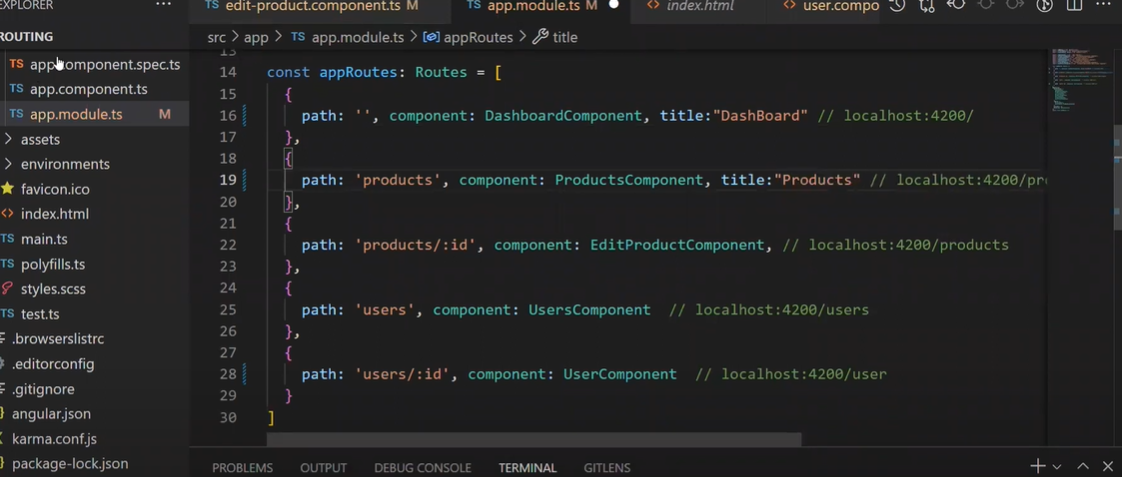 EXPLORER
ROUTING
TS app.component.spec.ts
TS app.component.ts
TS app.module.ts M
assets
environments
favicon.ico
index.html
TS main.ts
TS polyfills.ts
styles.scss
TS test.ts
.browserslistrc
.editorconfig
.gitignore
angular.json
karma.conf.js
package-lock.json
TS edit-product.component.ts M
TS app.module.ts M
index.html
user.compo
src > app > TS app.module.ts > appRoutes > title
13
14 const appRoutes: Routes = [
15 {
16 path: '', component: DashboardComponent, title:"DashBoard" // localhost:4200/
17 },
18 {
19 path: 'products', component: ProductsComponent, title:"Products" // localhost:4200/pr
20 },
21 {
22 path: 'products/:id', component: EditProductComponent, // localhost:4200/products
23 },
24 {
25 path: 'users', component: UsersComponent // localhost:4200/users
26 },
27 {
28 path: 'users/:id', component: UserComponent // localhost:4200/user
29 }
30 ]
PROBLEMS OUTPUT DEBUG CONSOLE TERMINAL GITLENS